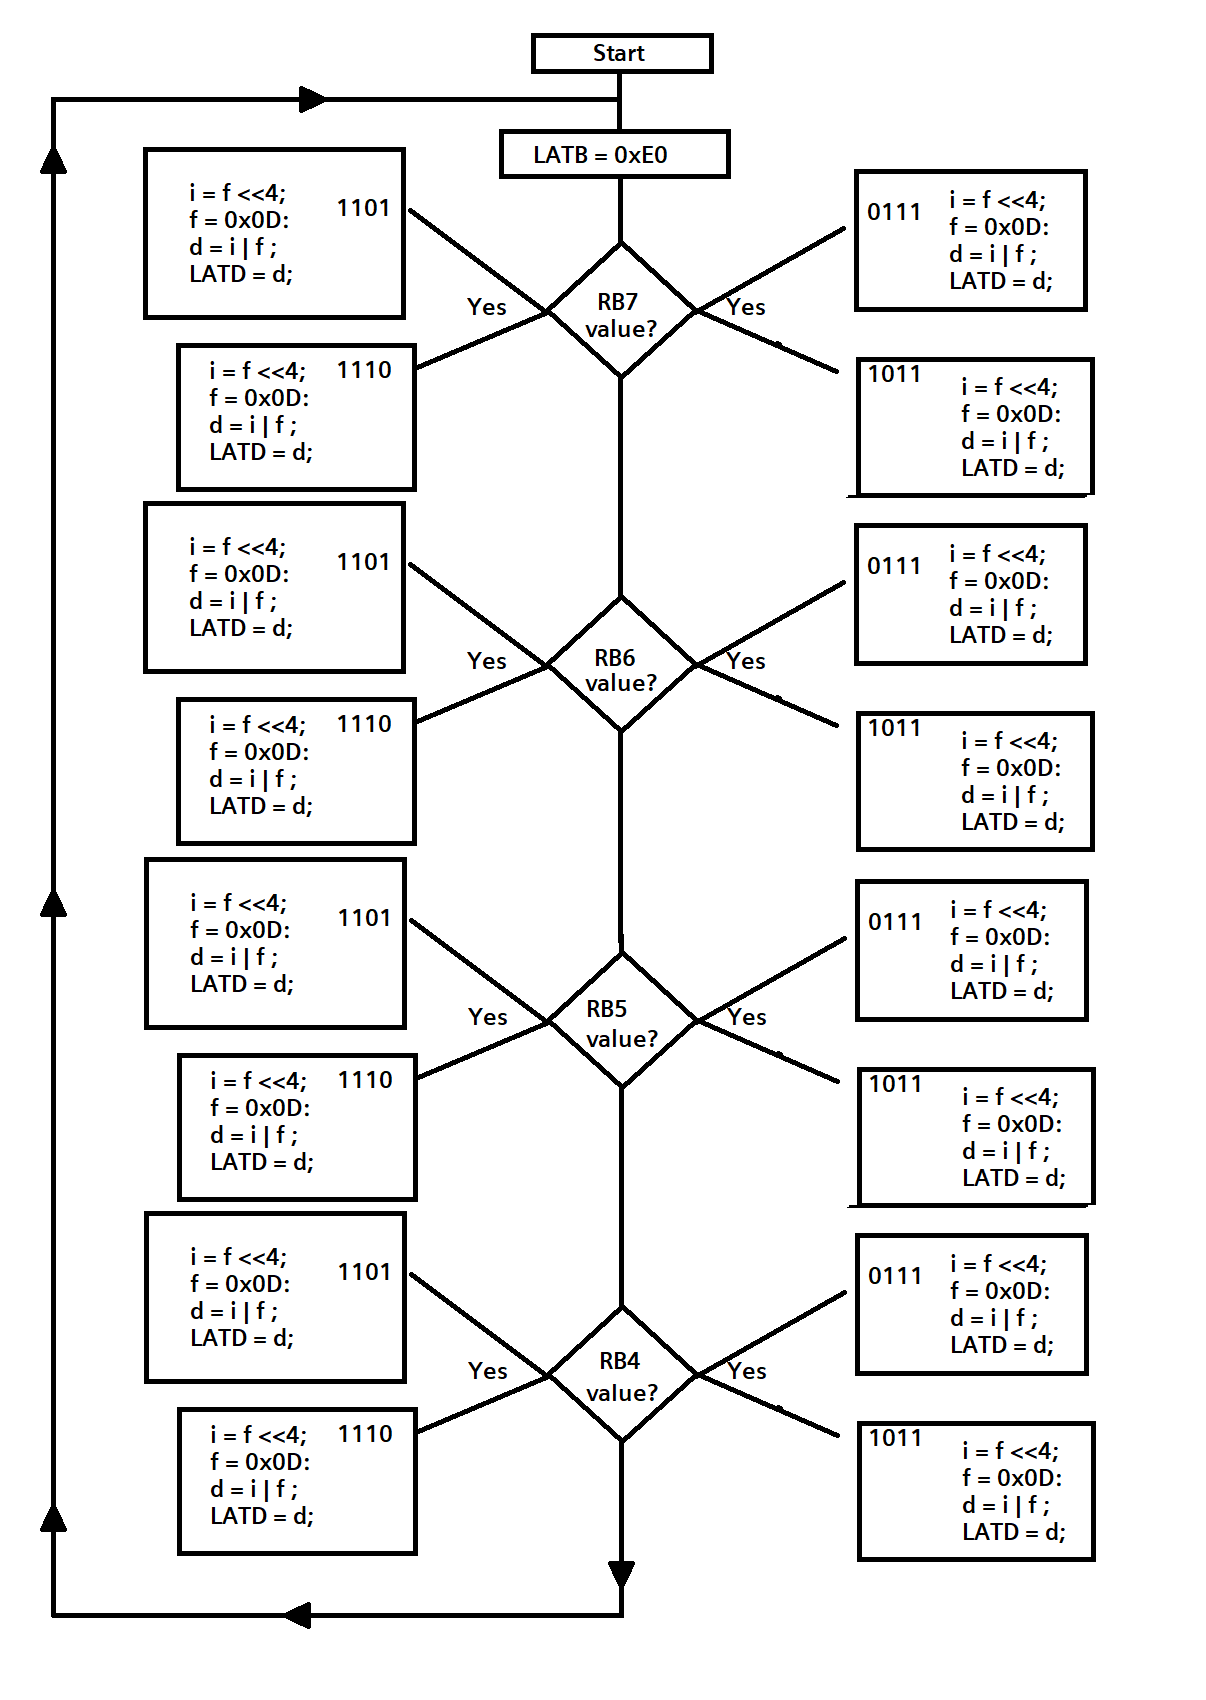 Start
LATB = 0xE0
i = f <<4;
f = 0x0D:
d = i | f ;
LATD = d;
1101
0111
i = f <<4;
f = 0x0D:
d = i | f ;
LATD = d;
Yes
RB7
value?
Yes
i = f <<4;
f = 0x0D:
d = i | f ;
LATD = d;
1110
1011
i = f <<4;
f = 0x0D:
d = i | f ;
LATD = d;
i = f <<4;
f = 0x0D:
d = i | f ;
LATD = d;
1101
0111
i = f <<4;
f = 0x0D:
d = i | f ;
LATD = d;
Yes
RB6
value?
Yes
i = f <<4;
f = 0x0D:
d = i | f ;
LATD = d;
1110
1011
i = f <<4;
f = 0x0D:
d = i | f ;
LATD = d;
i = f <<4;
f = 0x0D:
d = i | f ;
LATD = d;
1101
0111
i = f <<4;
f = 0x0D:
d = i | f ;
LATD = d;
Yes
RB5
value?
Yes
i = f <<4;
f = 0x0D:
d = i | f ;
LATD = d;
1110
1011
i = f <<4;
f = 0x0D:
d = i | f ;
LATD = d;
i = f <<4;
f = 0x0D:
d = i | f ;
LATD = d;
1101
0111
i = f <<4;
f = 0x0D:
d = i | f ;
LATD = d;
Yes
RB4
value?
Yes
i = f <<4;
f = 0x0D:
d = i | f ;
LATD = d;
1110
1011
i = f <<4;
f = 0x0D:
d = i | f ;
LATD = d;